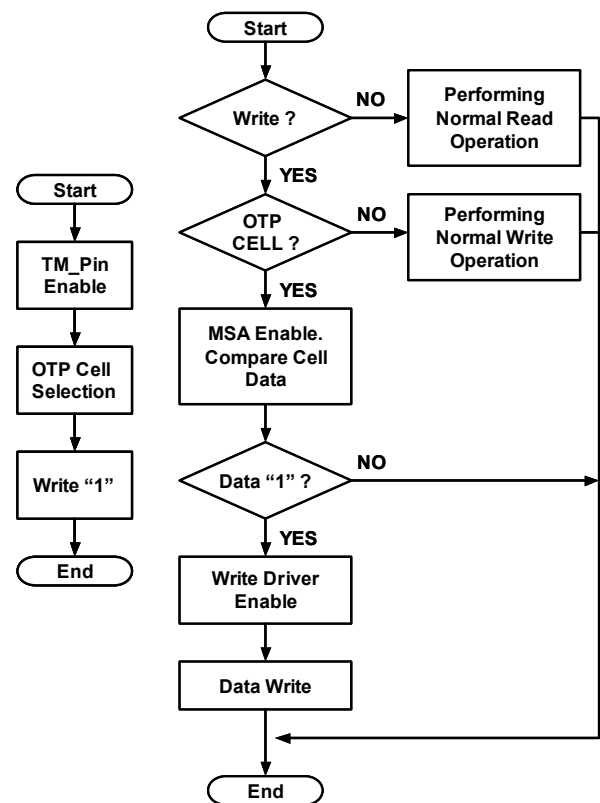 Start
TM_Pin
Enable
OTP Cell
Selection
Write “1”
End
Start
Write ?
NO
Performing
Normal Read
Operation
YES
OTP
CELL ?
NO
Performing
Normal Write
Operation
YES
MSA Enable.
Compare Cell
Data
Data “1” ?
NO
YES
Write Driver
Enable
Data Write
End